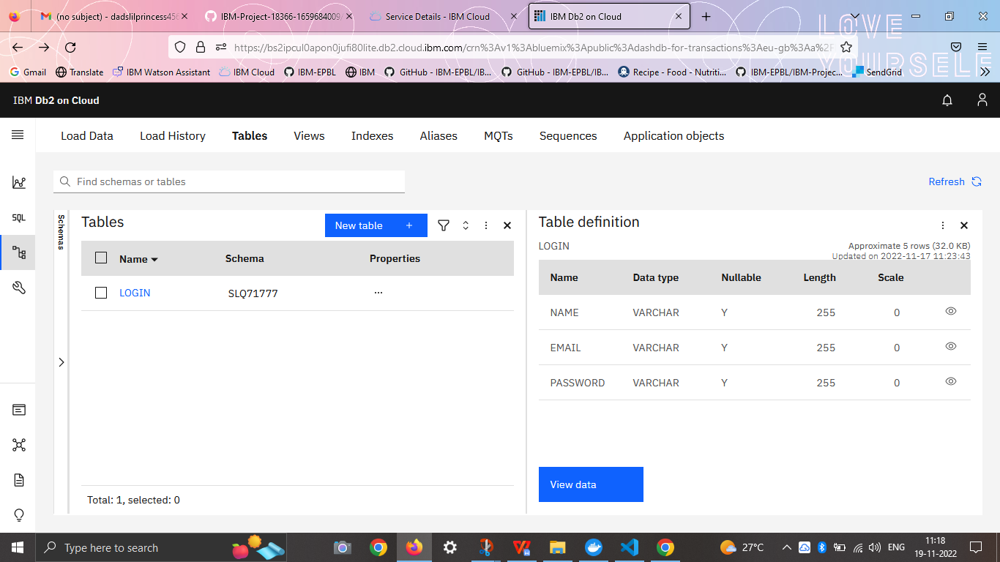 (no subject) - dadslilprincess456
IBM-Project-18366-1659684009/
Service Details - IBM Cloud
IBM Db2 on Cloud
LOVE
YOURSELF
https://bs2ipcul0apon0jufi80lite.db2.cloud.ibm.com/crn%3Av1%3Abluemix%3Apublic%3Adashdb-for-transactions%3Aeu-gb%3Aa%2F
Gmail
Translate
IBM Watson Assistant
IBM Cloud
IBM-EPBL
IBM
GitHub - IBM-EPBL/IB...
GitHub - IBM-EPBL/IB...
Recipe - Food - Nutriti...
IBM-EPBL/IBM-Projec...
SendGrid
IBM Db2 on Cloud
Load Data
Load History
Tables
Views
Indexes
Aliases
MQTs
Sequences
Application objects
SQL
Find schemas or tables
Refresh
Schemas
Tables
New table +
Name
Schema
Properties
LOGIN
SLQ71777
...
Total: 1, selected: 0
Table definition
LOGIN
Approximate 5 rows (32.0 KB)
Updated on 2022-11-17 11:23:43
Name Data type Nullable Length Scale
NAME VARCHAR Y 255 0
EMAIL VARCHAR Y 255 0
PASSWORD VARCHAR Y 255 0
View data
Type here to search
27°C
ENG
11:18
19-11-2022